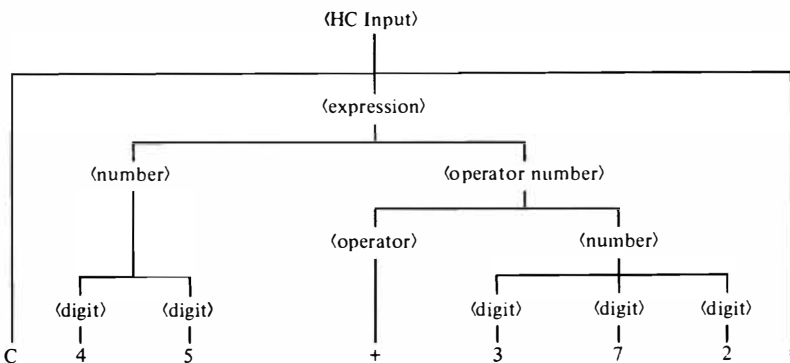 ⟨HC Input⟩
⟨expression⟩
⟨number⟩ ⟨operator number⟩
⟨operator⟩ ⟨number⟩
⟨digit⟩ ⟨digit⟩ ⟨digit⟩ ⟨digit⟩ ⟨digit⟩
C 4 5 + 3 7 2